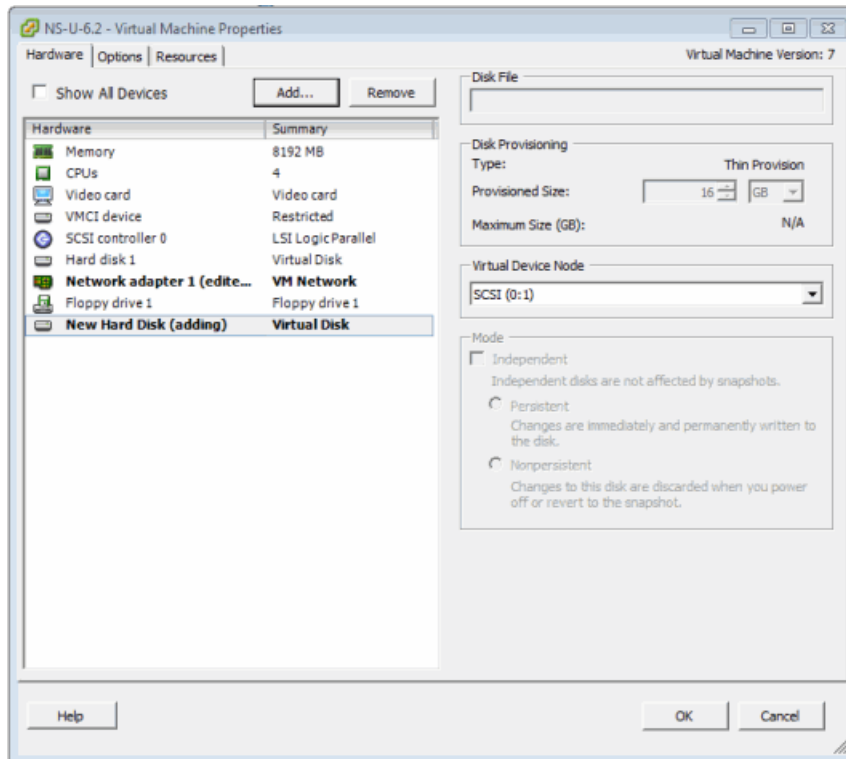 NS-U-6.2 - Virtual Machine Properties
Hardware Options Resources Virtual Machine Version: 7
Show All Devices Add... Remove
Hardware Summary
Memory 8192 MB
CPUs 4
Video card Video card
VMCI device Restricted
SCSI controller 0 LSI Logic Parallel
Hard disk 1 Virtual Disk
Network adapter 1 (edite... VM Network
Floppy drive 1 Floppy drive 1
New Hard Disk (adding) Virtual Disk
Disk File
Disk Provisioning
Type: Thin Provision
Provisioned Size: 16 GB
Maximum Size (GB): N/A
Virtual Device Node
SCSI (0:1)
Mode
Independent
Independent disks are not affected by snapshots.
Persistent
Changes are immediately and permanently written to
the disk.
Nonpersistent
Changes to this disk are discarded when you power
off or revert to the snapshot.
Help OK Cancel